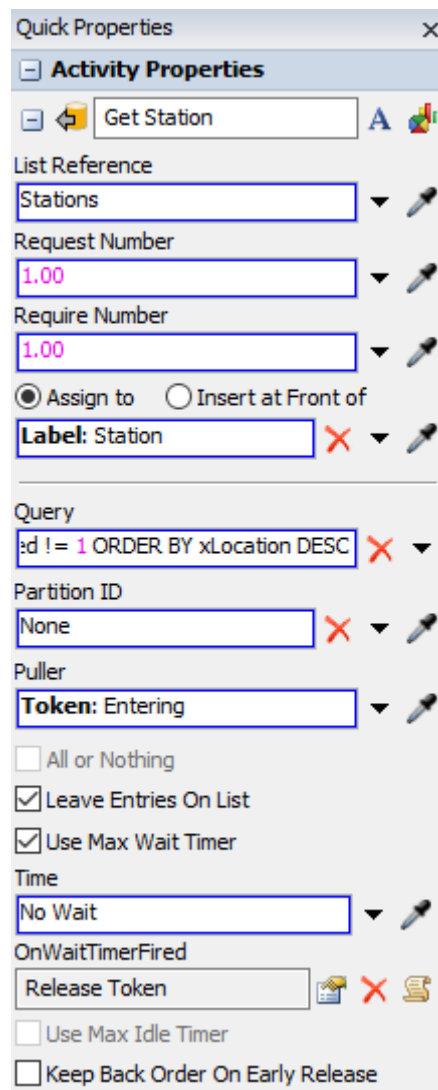 Quick Properties
Activity Properties
Get Station
List Reference
Stations
Request Number
1.00
Require Number
1.00
Assign to Insert at Front of
Label: Station
Query
ed != 1 ORDER BY xLocation DESC
Partition ID
None
Puller
Token: Entering
All or Nothing
Leave Entries On List
Use Max Wait Timer
Time
No Wait
OnWaitTimerFired
Release Token
Use Max Idle Timer
Keep Back Order On Early Release